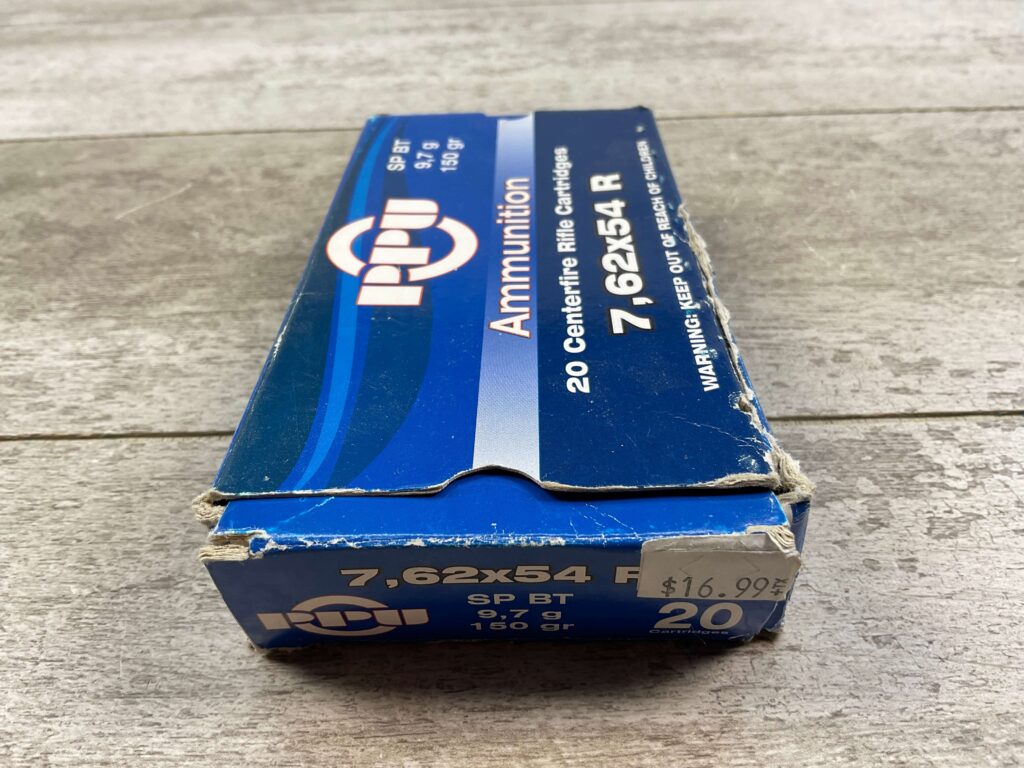 SP BT
9,7 g
150 gr
PPU
Ammunition
20 Centerfire Rifle Cartridges
7,62x54 R
WARNING: KEEP OUT OF REACH OF CHILDREN
7,62x54 R
$16.99
PPU
SP BT
9,7 g
150 gr
20
Cartridges